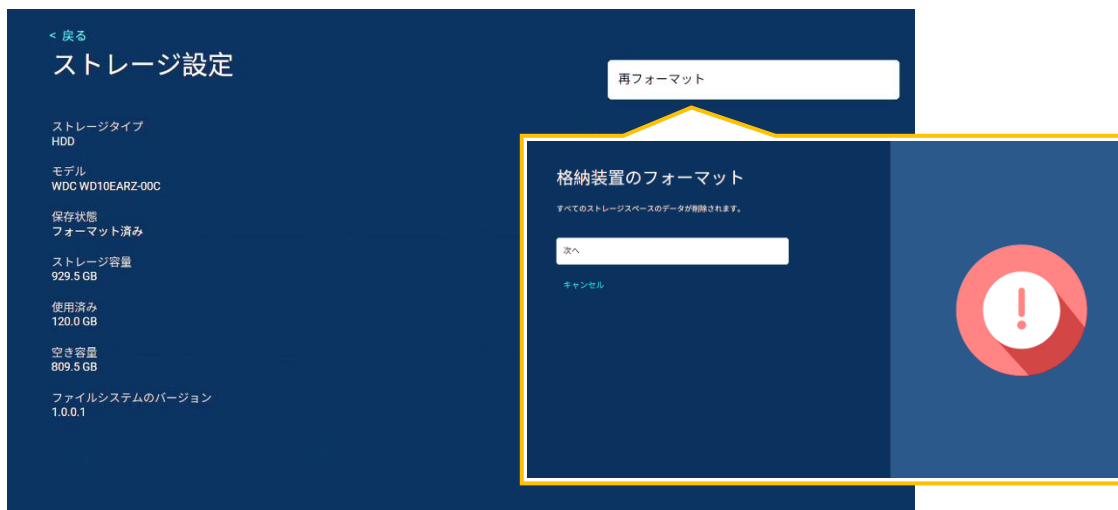 < 戻る
ストレージ設定
再フォーマット
ストレージタイプ
HDD
モデル
WDC WD10EARZ-00C
保存状態
フォーマット済み
ストレージ容量
929.5 GB
使用済み
120.0 GB
空き容量
809.5 GB
ファイルシステムのバージョン
1.0.0.1
格納装置のフォーマット
すべてのストレージスペースのデータが削除されます。
次へ
キャンセル